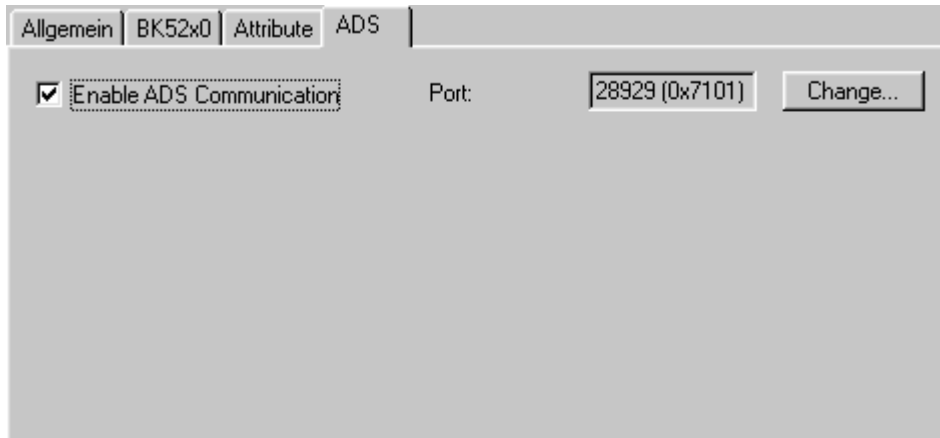 Allgemein BK52x0 Attribute ADS
Enable ADS Communication Port: 28929 (0x7101) Change...